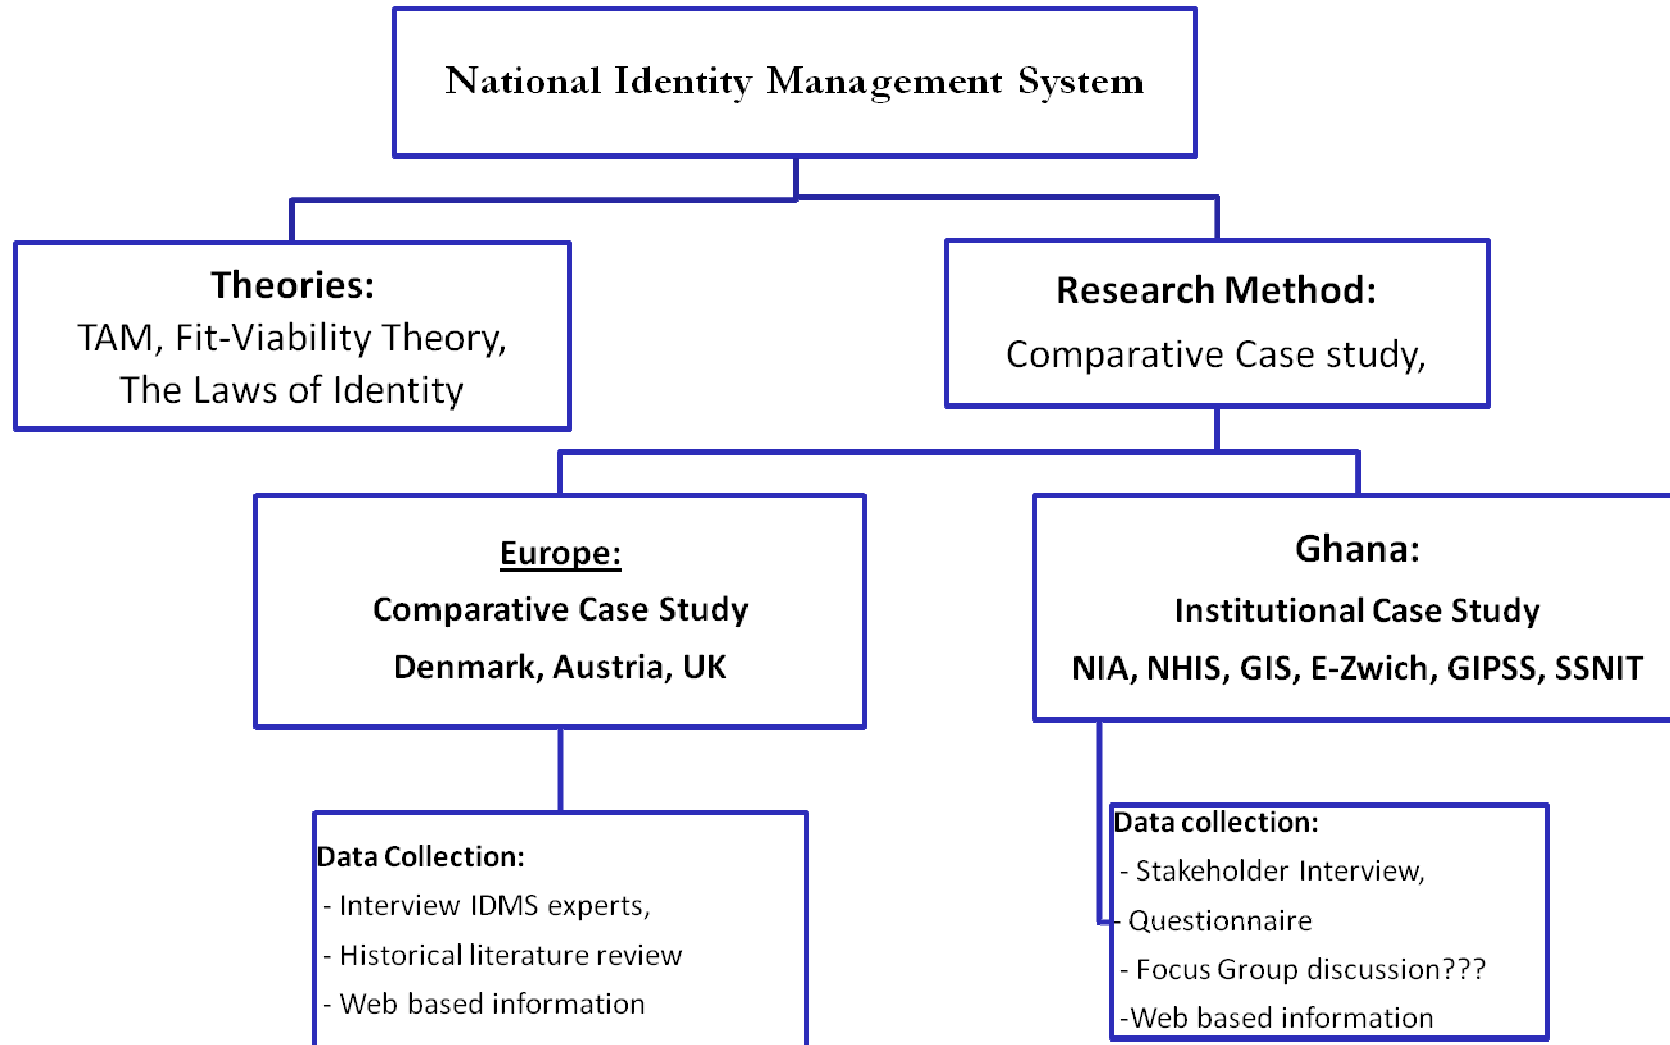 National Identity Management System
Theories:
TAM, Fit-Viability Theory,
The Laws of Identity
Research Method:
Comparative Case study,
Europe:
Comparative Case Study
Denmark, Austria, UK
Ghana:
Institutional Case Study
NIA, NHIS, GIS, E-Zwich, GIPSS, SSNIT
Data Collection:
- Interview IDMS experts,
- Historical literature review
- Web based information
Data collection:
- Stakeholder Interview,
- Questionnaire
- Focus Group discussion???
-Web based information